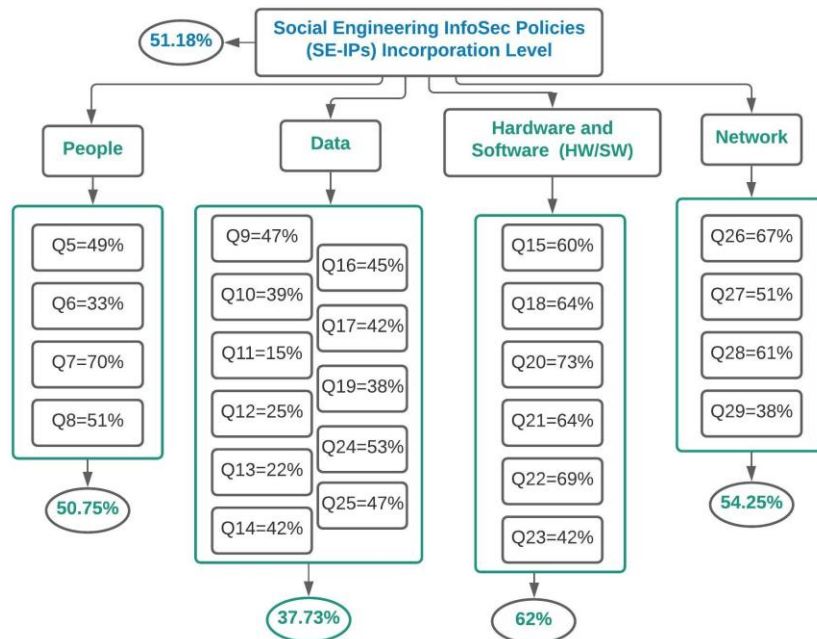 Social Engineering InfoSec Policies
(SE-IPs) Incorporation Level
51.18%
People
Data
Hardware and
Software (HW/SW)
Network
Q5=49%
Q6=33%
Q7=70%
Q8=51%
50.75%
Q9=47%
Q10=39%
Q11=15%
Q12=25%
Q13=22%
Q14=42%
Q16=45%
Q17=42%
Q19=38%
Q24=53%
Q25=47%
37.73%
Q15=60%
Q18=64%
Q20=73%
Q21=64%
Q22=69%
Q23=42%
62%
Q26=67%
Q27=51%
Q28=61%
Q29=38%
54.25%